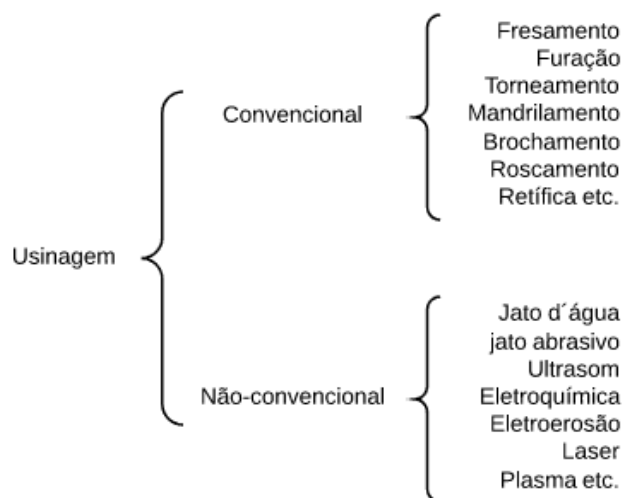 Usinagem
Convencional
Fresamento
Furação
Torneamento
Mandrilamento
Brochamento
Roscamento
Retífica etc.
Não-convencional
Jato d´água
jato abrasivo
Ultrasom
Eletroquímica
Eletroerosão
Laser
Plasma etc.